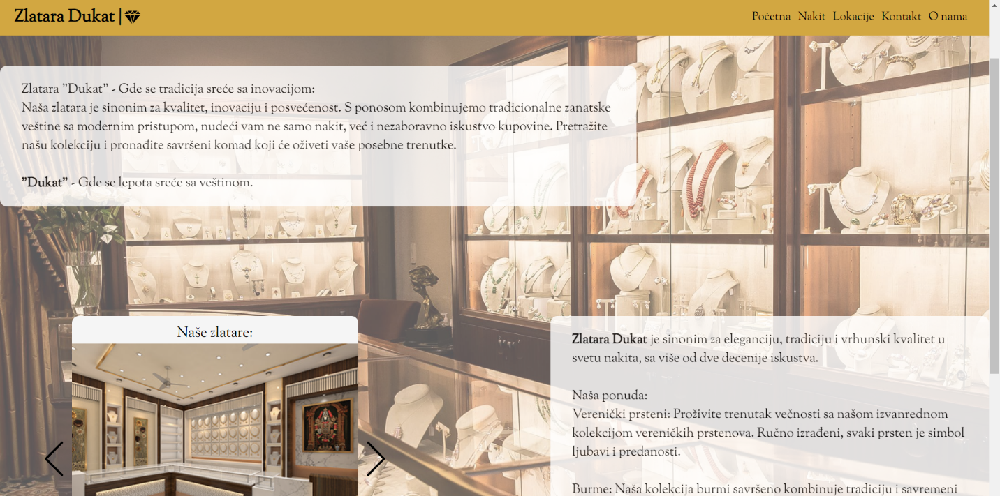 Zlatara Dukat |
Početna Nakit Lokacije Kontakt O nama
Zlatara ”Dukat” - Gde se tradicija sreće sa inovacijom:
Naša zlatara je sinonim za kvalitet, inovaciju i posvećenost. S ponosom kombinujemo tradicionalne zanatske
veštine sa modernim pristupom, nudeći vam ne samo nakit, već i nezaboravno iskustvo kupovine. Pretražite
našu kolekciju i pronađite savršeni komad koji će oživeti vaše posebne trenutke.
”Dukat” - Gde se lepota sreće sa veštinom.
Naše zlatare:
Zlatara Dukat je sinonim za eleganciju, tradiciju i vrhunski kvalitet u
svetu nakita, sa više od dve decenije iskustva.
Naša ponuda:
Verenički prsteni: Proživite trenutak večnosti sa našom izvanrednom
kolekcijom vereničkih prstenova. Ručno izrađeni, svaki prsten je simbol
ljubavi i predanosti.
Burme: Naša kolekcija burmi savršeno kombinuje tradiciju i savremeni